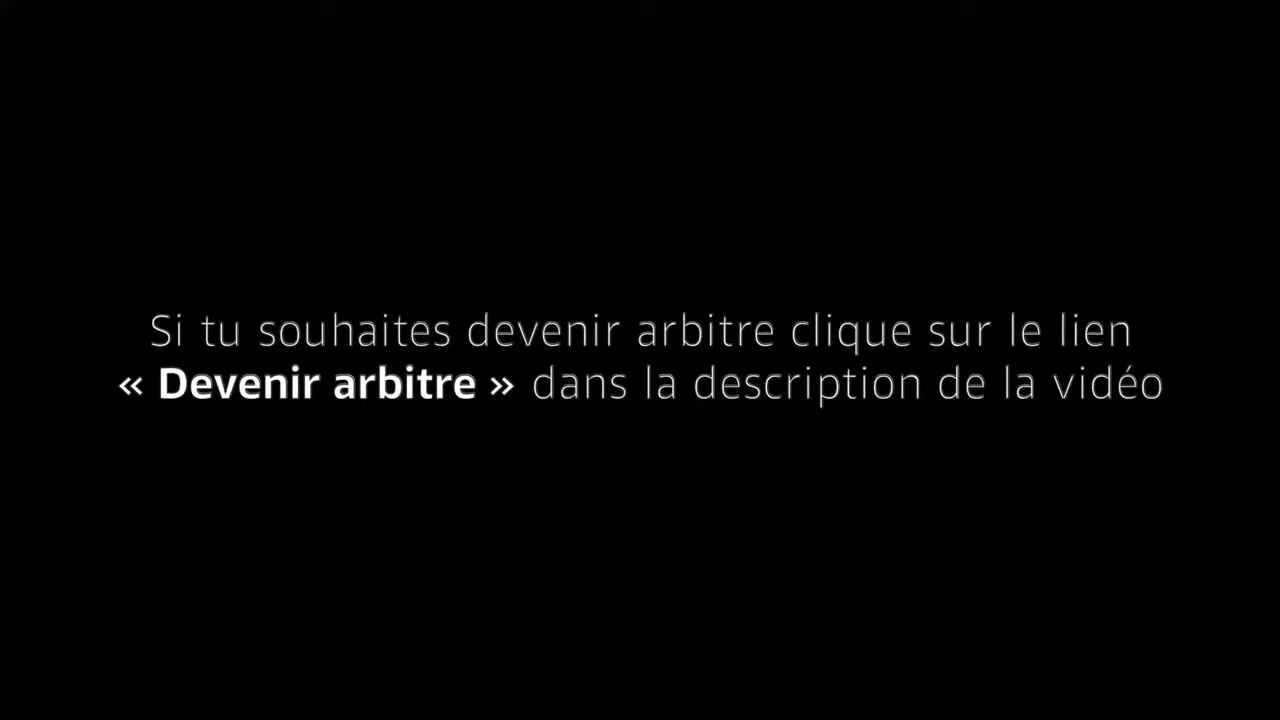 Si tu souhaites devenir arbitre clique sur le lien
« Devenir arbitre » dans la description de la vidéo